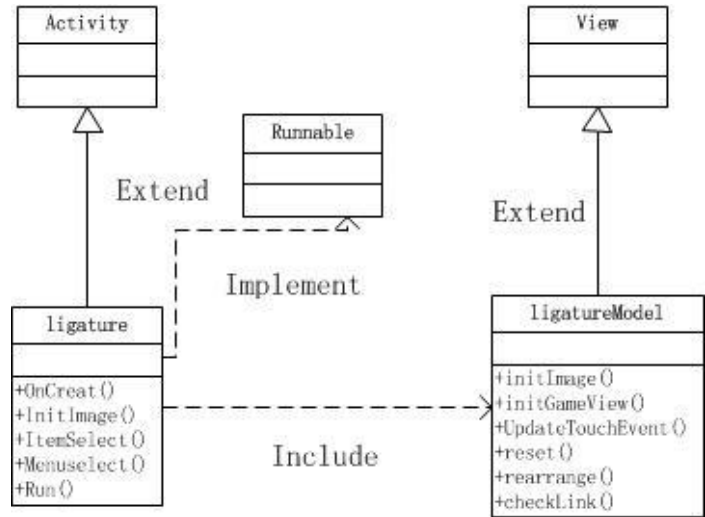 Activity
View
Runnable
Extend
Extend
Implement
ligature
+OnCreat()
+InitImage()
+ItemSelect()
+Menuselect()
+Run()
Include
ligatureModel
+initImage()
+initGameView()
+UpdateTouchEvent()
+reset()
+rearrange()
+checkLink()